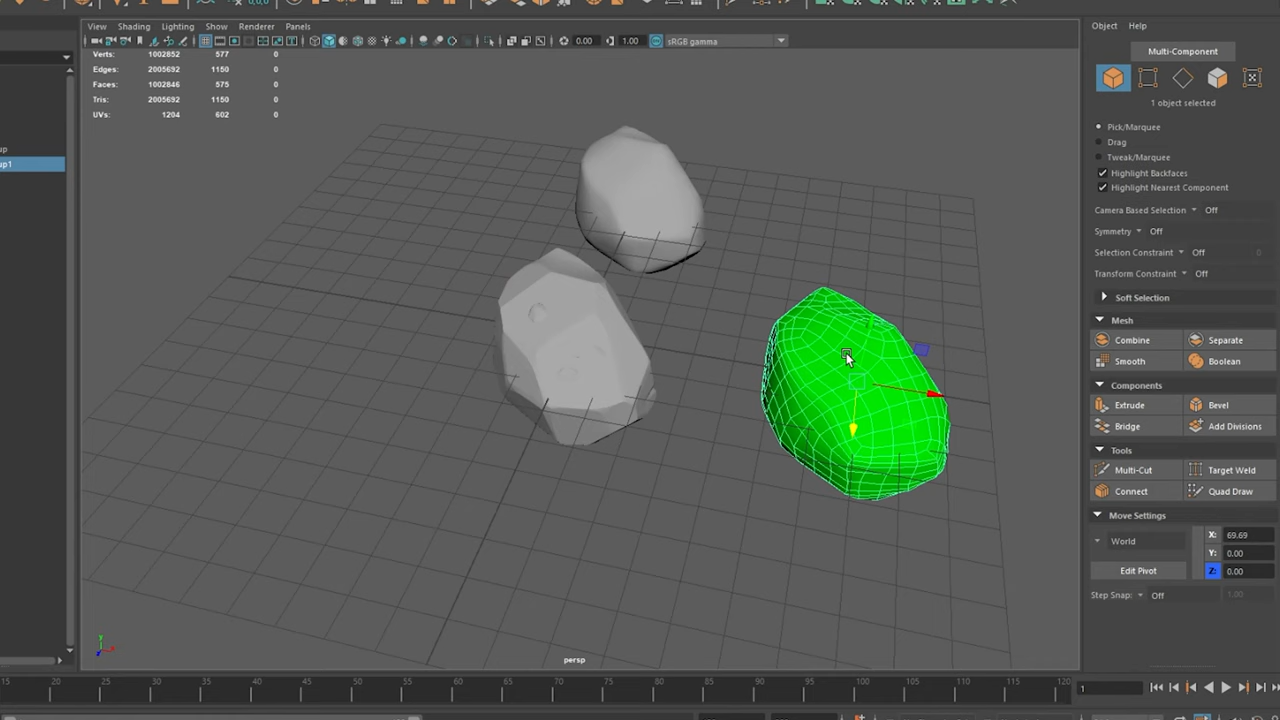 View Shading Lighting Show Renderer Panels
0.00 1.00 sRGB gamma
Verts: 1002852 577 0
Edges: 2005692 1150 0
Faces: 1002846 575 0
Tris: 2005692 1150 0
UVs: 1204 602 0
up
up1
persp
Object Help
Multi-Component
1 object selected
Pick/Marquee
Drag
Tweak/Marquee
Highlight Backfaces
Highlight Nearest Component
Camera Based Selection Off
Symmetry Off
Selection Constraint Off 0
Transform Constraint Off
Soft Selection
Mesh
Combine Separate
Smooth Boolean
Components
Extrude Bevel
Bridge Add Divisions
Tools
Multi-Cut Target Weld
Connect Quad Draw
Move Settings
X: 69.69
World Y: 0.00
Edit Pivot Z: 0.00
Step Snap: Off 1.00
15 20 25 30 35 40 45 50 55 60 65 70 75 80 85 90 95 100 105 110 115 120 1